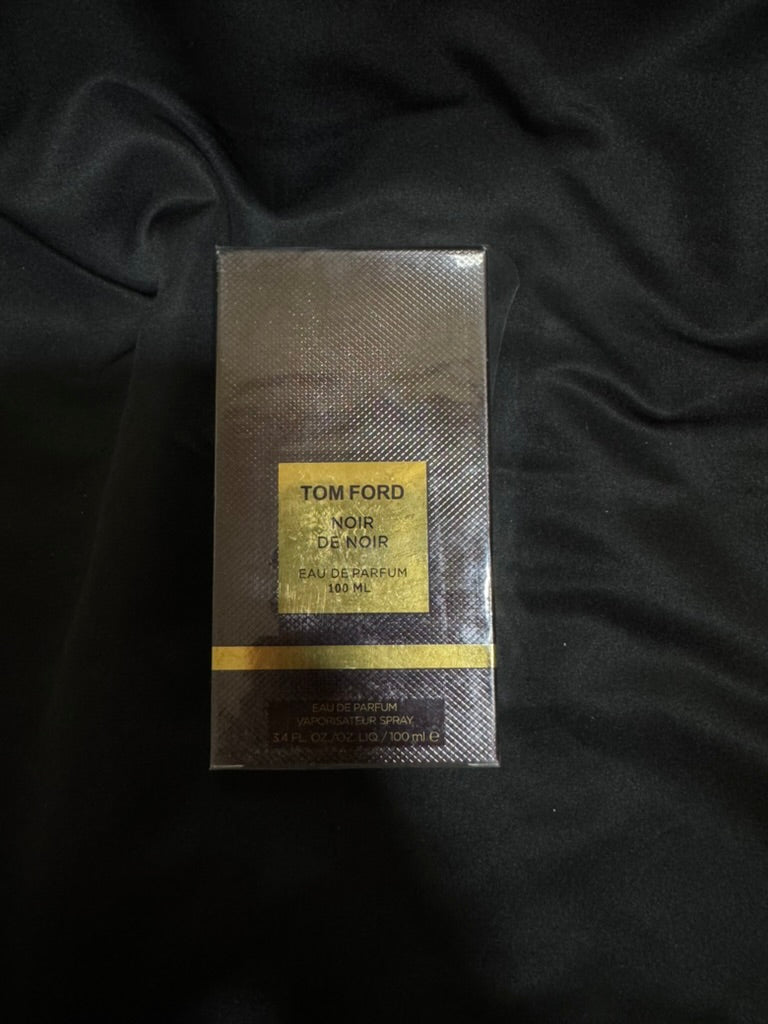 TOM FORD
NOIR
DE NOIR
EAU DE PARFUM
100 ML
EAU DE PARFUM
VAPORISATEUR SPRAY
3.4 FL. OZ./OZ. LIQ. / 100 ml ℮